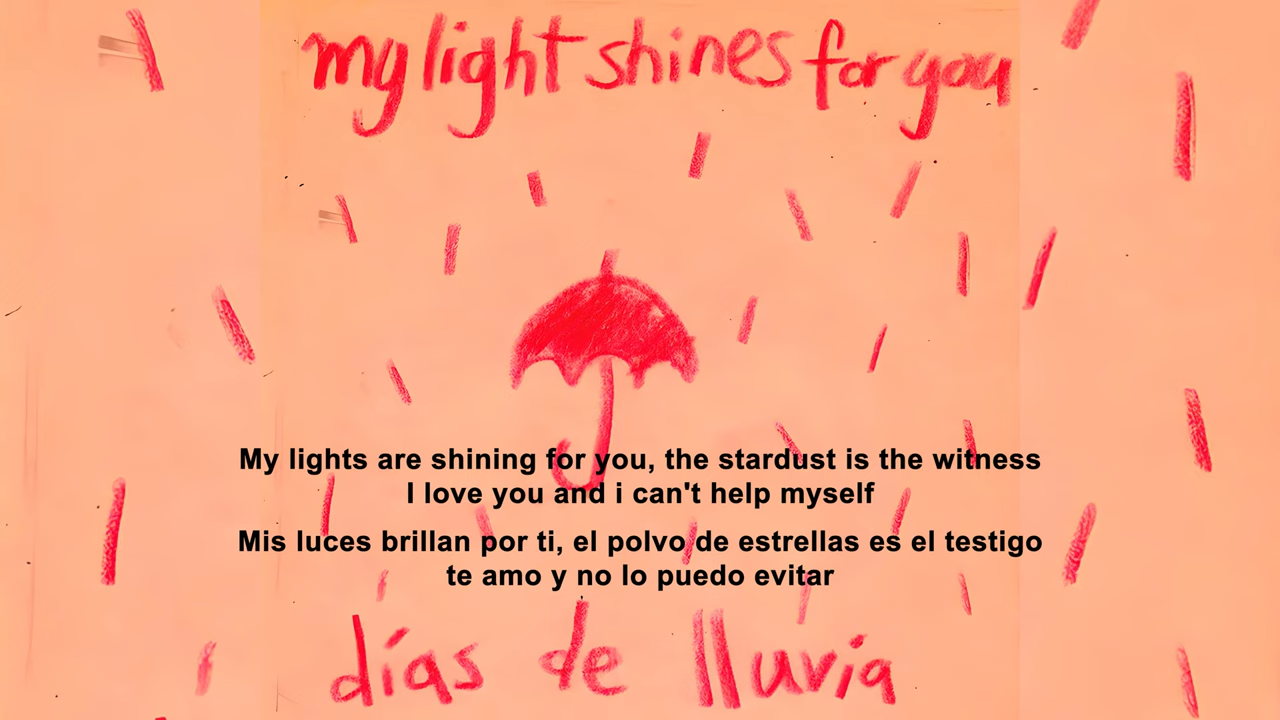 my light shines for you
My lights are shining for you, the stardust is the witness
I love you and i can't help myself
Mis luces brillan por ti, el polvo de estrellas es el testigo
te amo y no lo puedo evitar
días de lluvia